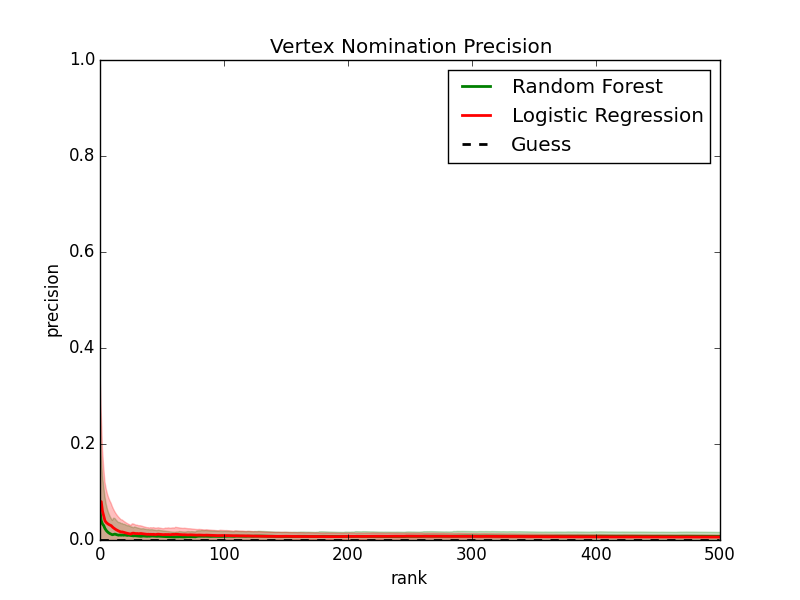 Vertex Nomination Precision
1.0
0.8
0.6
0.4
0.2
0.0
precision
Random Forest
Logistic Regression
Guess
0 100 200 300 400 500
rank